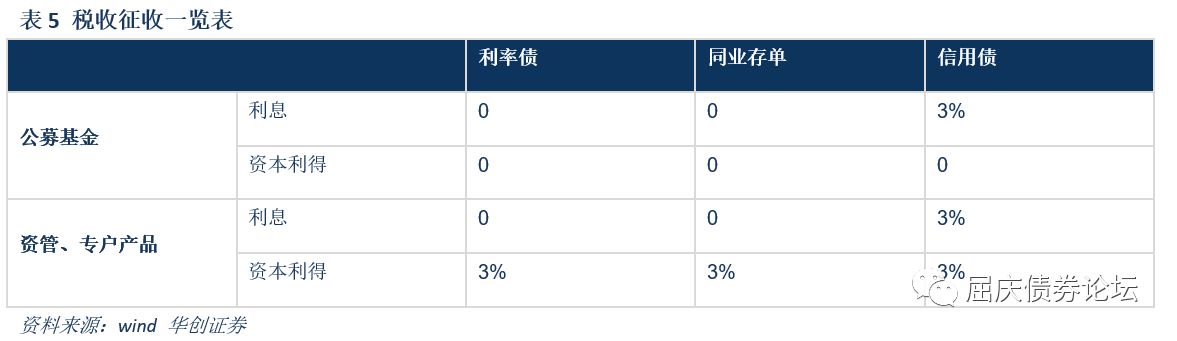 表 5 税收征收一览表
利率债 同业存单 信用债
公募基金 利息 0 0 3%
资本利得 0 0 0
资管、专户产品 利息 0 0 3%
资本利得 3% 3% 3%
屈庆债券论坛
资料来源：wind 华创证券